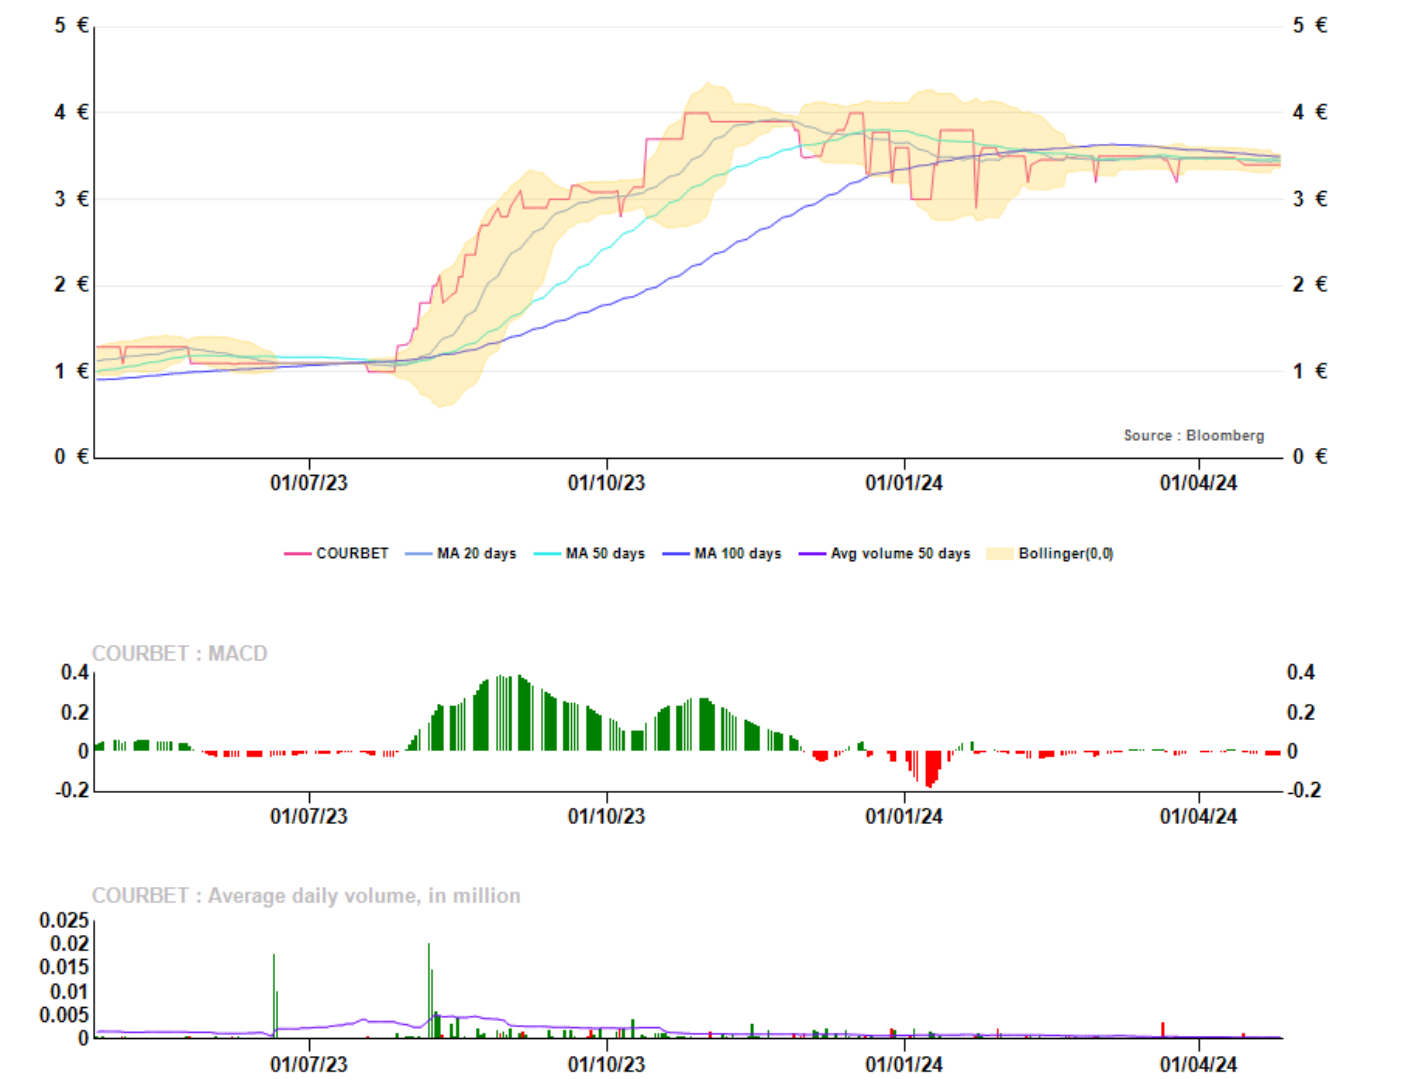 5 € 5 €
4 € 4 €
3 € 3 €
2 € 2 €
1 € 1 €
Source : Bloomberg
0 € 0 €
01/07/23 01/10/23 01/01/24 01/04/24
COURBET MA 20 days MA 50 days MA 100 days Avg volume 50 days Bollinger(0,0)
COURBET : MACD
0.4 0.4
0.2 0.2
0 0
-0.2 -0.2
01/07/23 01/10/23 01/01/24 01/04/24
COURBET : Average daily volume, in million
0.025
0.02
0.015
0.01
0.005
0
01/07/23 01/10/23 01/01/24 01/04/24